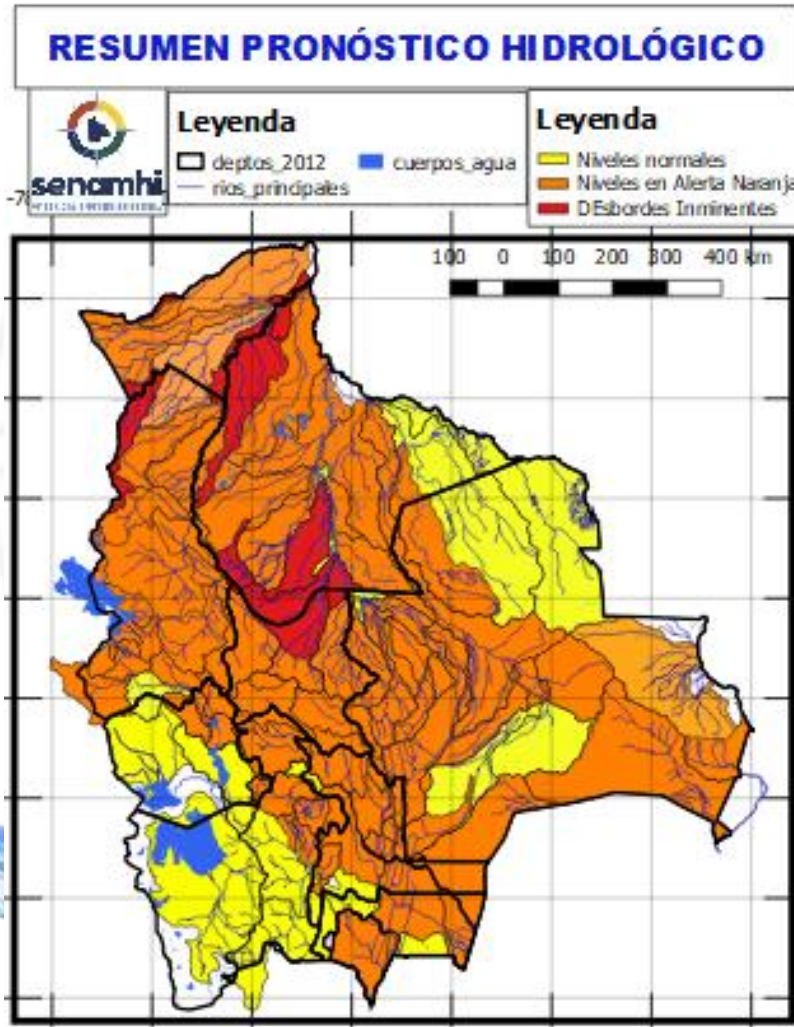 RESUMEN PRONÓSTICO HIDROLÓGICO
senamhi
Leyenda
deptos_2012
cuerpos_agua
rios_principales
Leyenda
Niveles normales
Niveles en Alerta Naranja
DEsbordes Inminentes
100 0 100 200 300 400 km